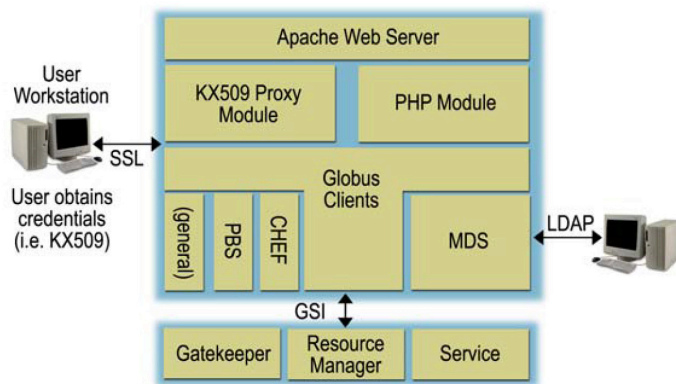 Apache Web Server
User
Workstation
KX509 Proxy
Module
PHP Module
SSL
User obtains
credentials
(i.e. KX509)
Globus
Clients
(general)
PBS
CHEF
MDS
LDAP
GSI
Gatekeeper
Resource
Manager
Service